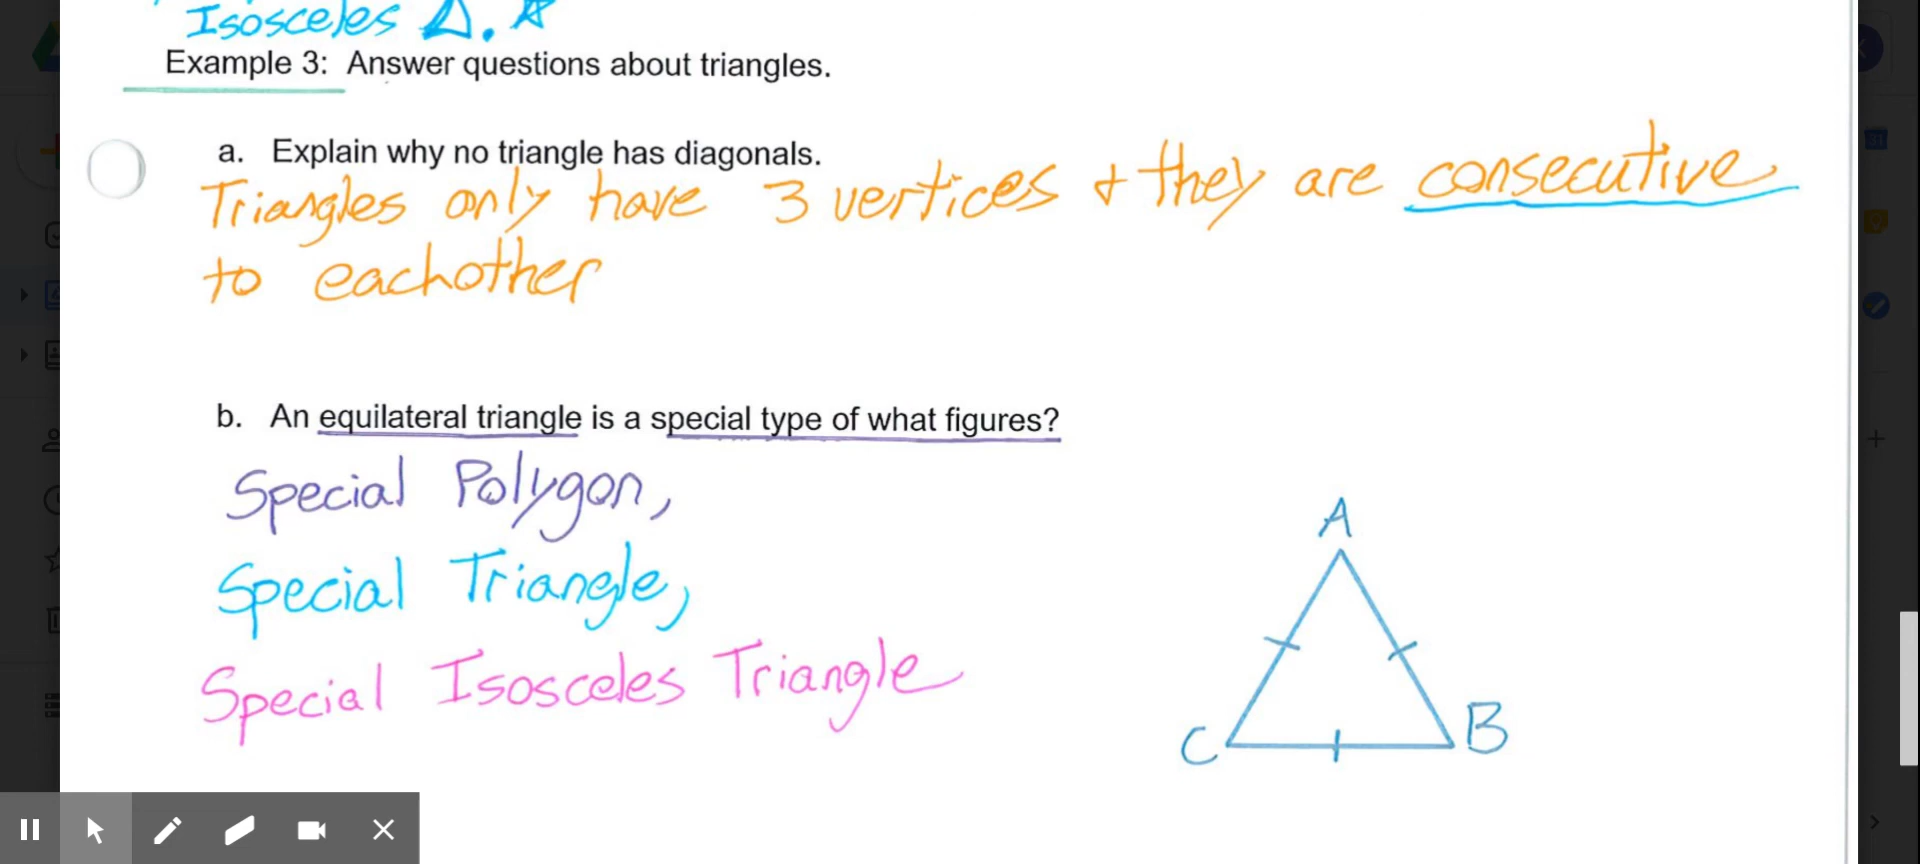 Isosceles
Example 3: Answer questions about triangles.
a. Explain why no triangle has diagonals.
Triangles only have 3 vertices + they are consecutive
to eachother
b. An equilateral triangle is a special type of what figures?
Special Polygon,
Special Triangle,
Special Isosceles Triangle
A
C
B